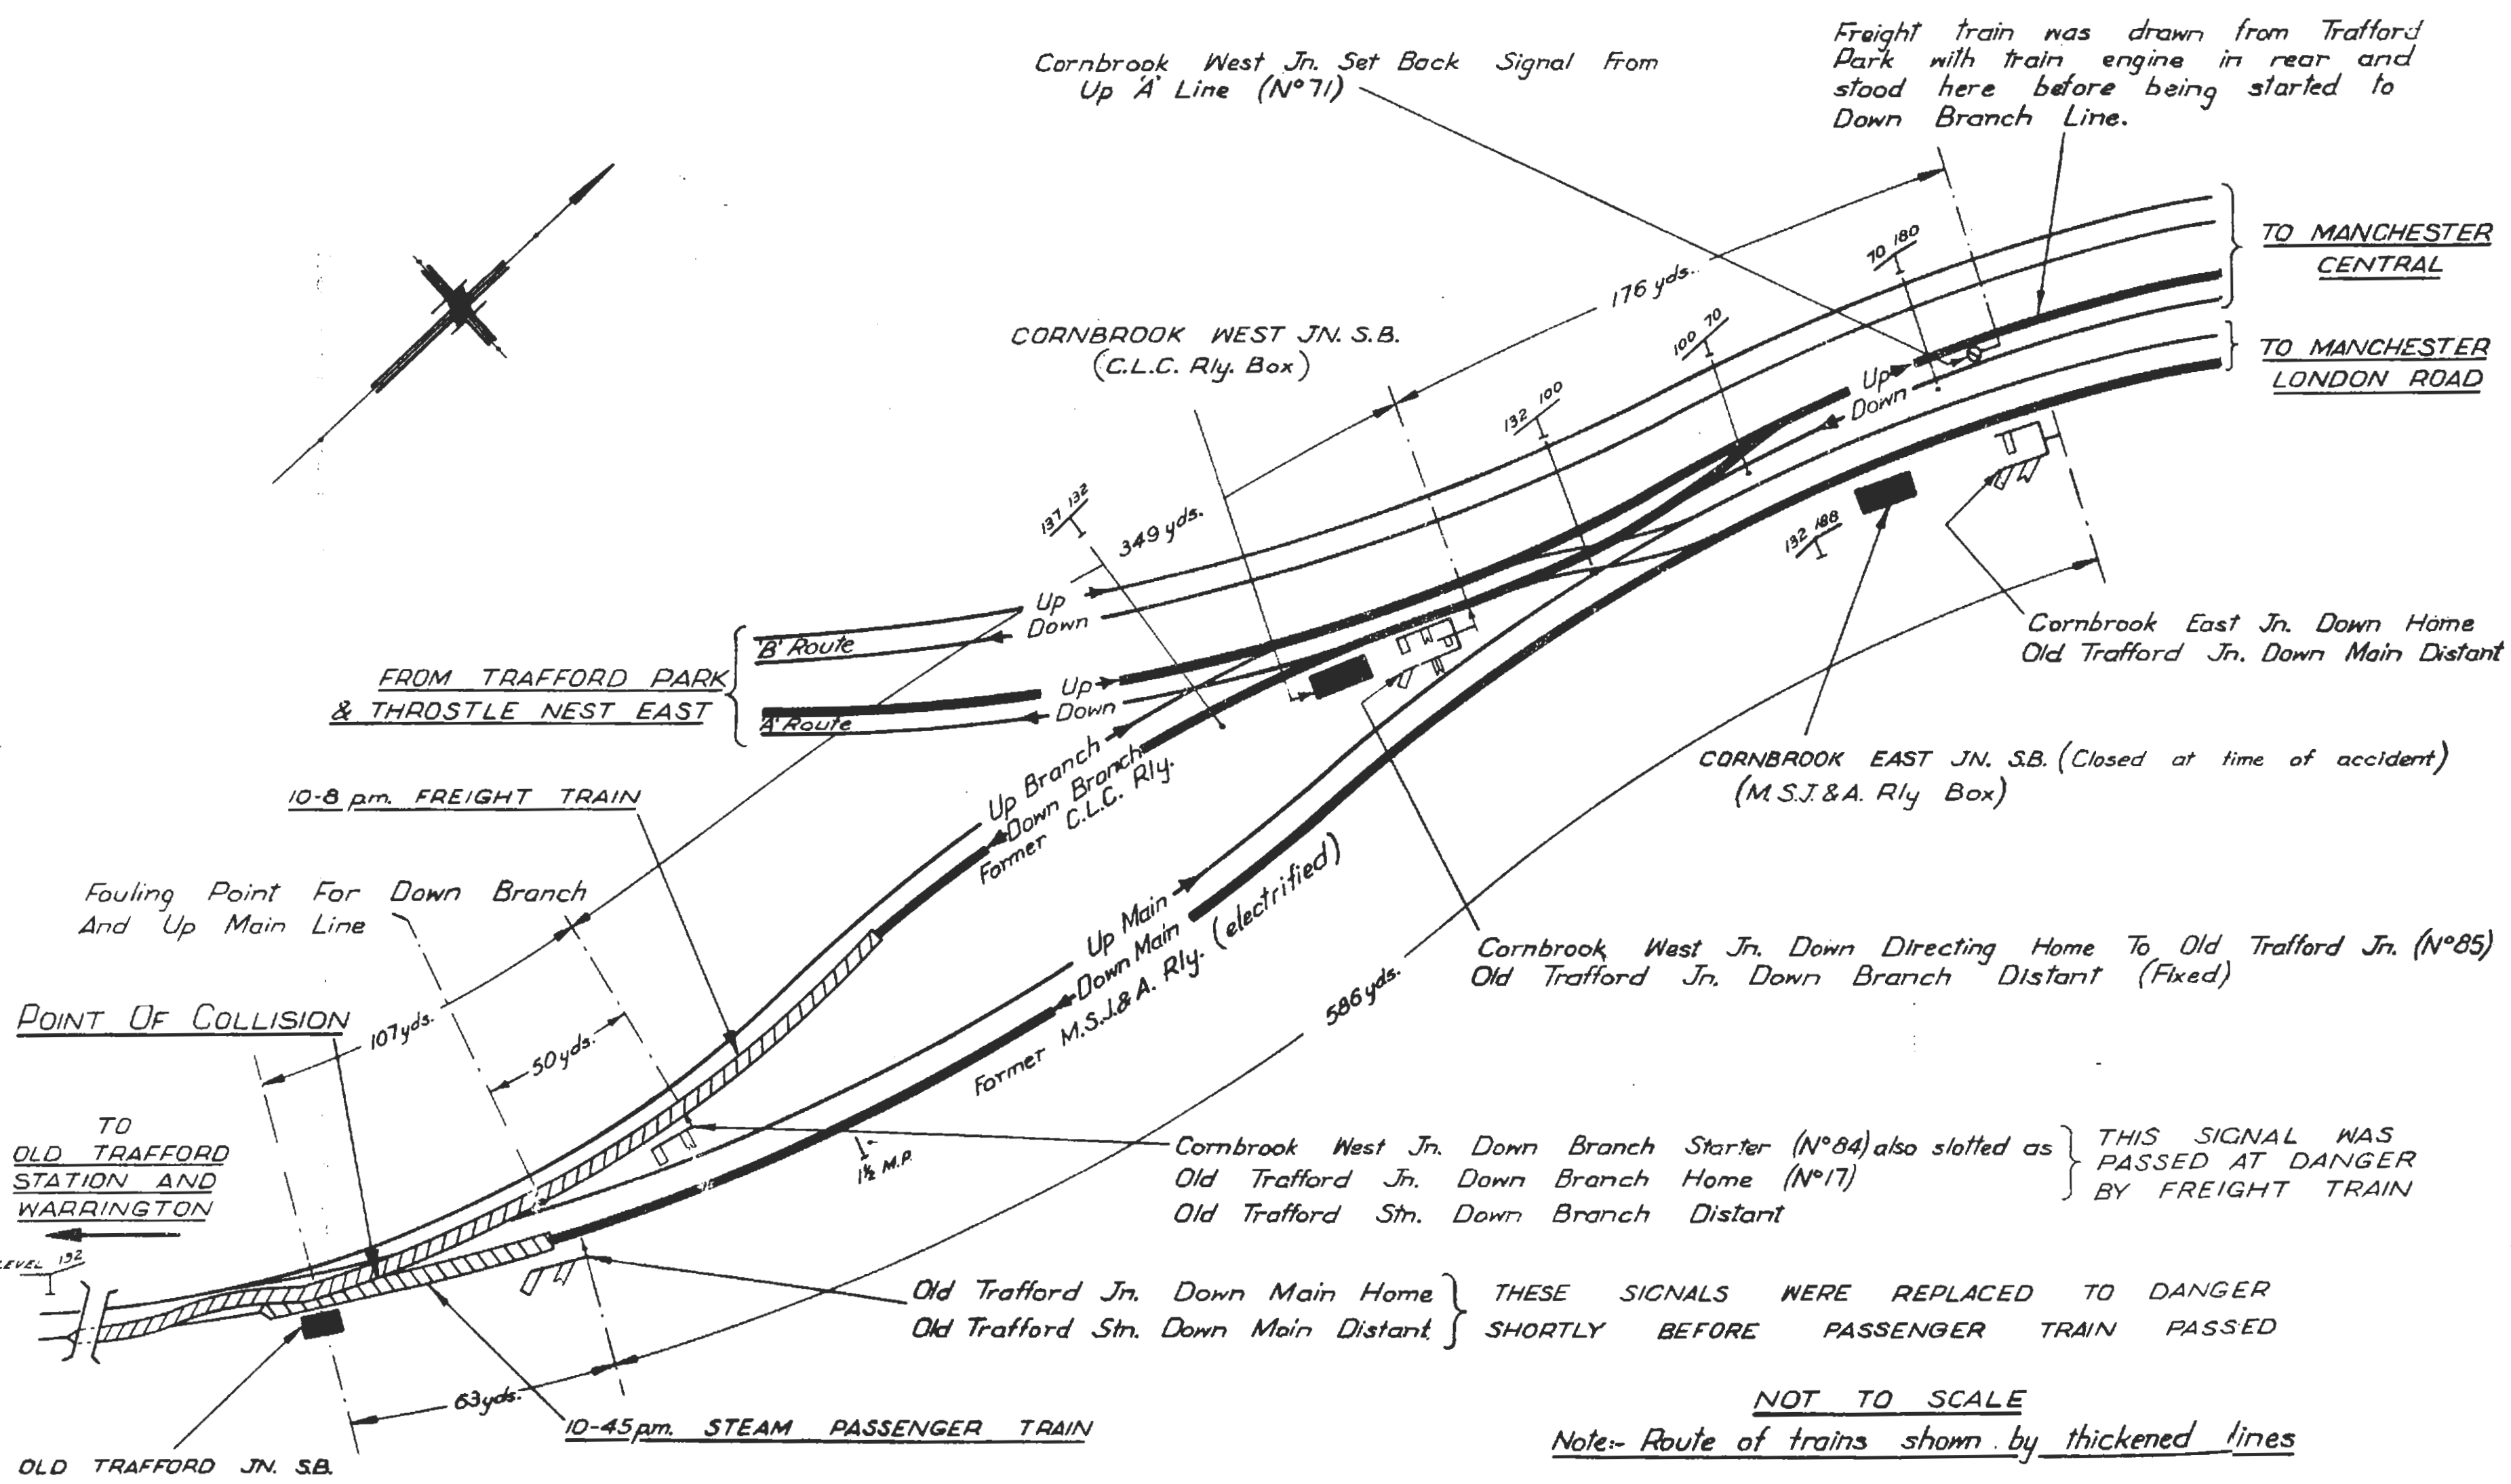 Cornbrook West Jn. Set Back Signal From
Up 'A' Line (Nº71)
Freight train was drawn from Trafford
Park with train engine in rear and
stood here before being started to
Down Branch Line.
TO MANCHESTER
CENTRAL
TO MANCHESTER
LONDON ROAD
70 180
176 yds.
100 70
CORNBROOK WEST JN. S.B.
(C.L.C. Rly. Box)
132 100
Up
Down
137 132
349 yds.
132 188
Up
Down
'B' Route
FROM TRAFFORD PARK
& THROSTLE NEST EAST
Up
Down
'A' Route
Cornbrook East Jn. Down Home
Old Trafford Jn. Down Main Distant
CORNBROOK EAST JN. S.B. (Closed at time of accident)
(M.S.J.&A. Rly Box)
Up Branch
Down Branch
Former C.L.C. Rly.
10-8 p.m. FREIGHT TRAIN
Fouling Point For Down Branch
And Up Main Line
Up Main
Down Main
Former M.S.J.&A. Rly. (electrified)
Cornbrook West Jn. Down Directing Home To Old Trafford Jn. (Nº85)
Old Trafford Jn. Down Branch Distant (Fixed)
586 yds.
POINT OF COLLISION
107 yds.
50 yds.
TO
OLD TRAFFORD
STATION AND
WARRINGTON
1½ M.P.
Cornbrook West Jn. Down Branch Starter (Nº84) also slotted as
Old Trafford Jn. Down Branch Home (Nº17)
Old Trafford Stn. Down Branch Distant
THIS SIGNAL WAS
PASSED AT DANGER
BY FREIGHT TRAIN
LEVEL 132
Old Trafford Jn. Down Main Home
Old Trafford Stn. Down Main Distant
THESE SIGNALS WERE REPLACED TO DANGER
SHORTLY BEFORE PASSENGER TRAIN PASSED
63 yds.
10-45 p.m. STEAM PASSENGER TRAIN
OLD TRAFFORD JN. S.B.
NOT TO SCALE
Note:- Route of trains shown by thickened lines